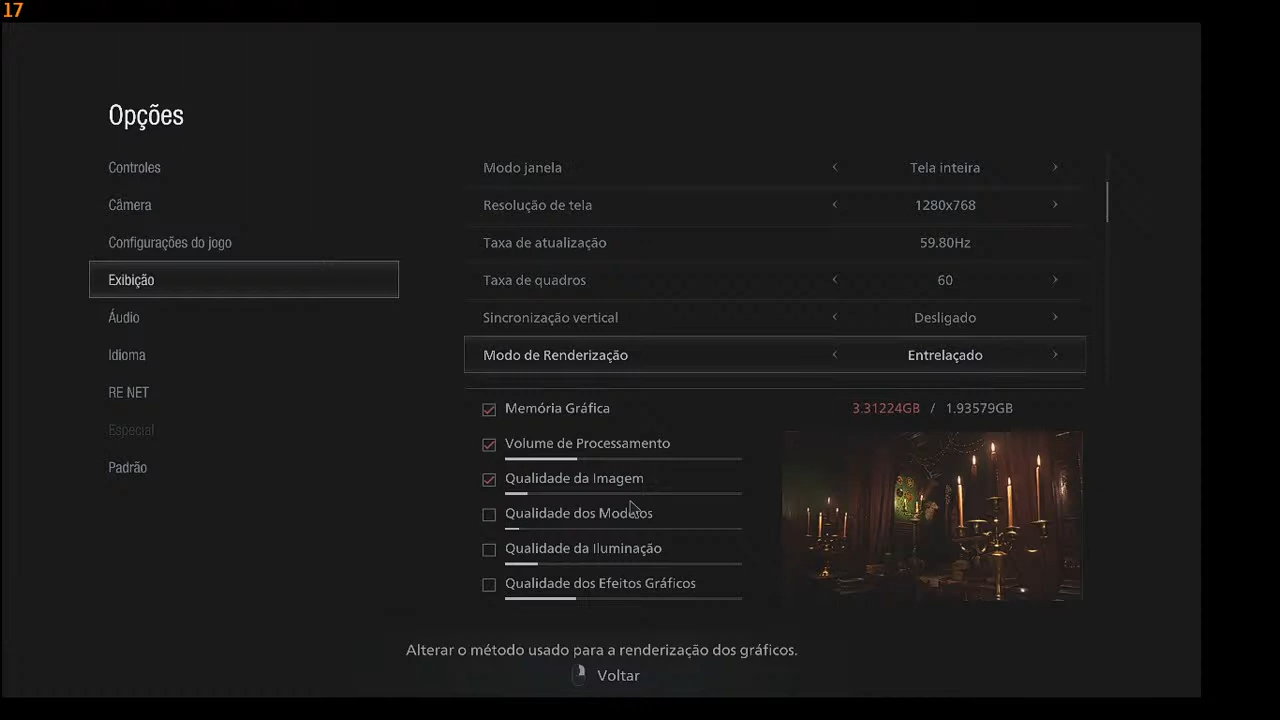 17
Opções
Controles
Câmera
Configurações do jogo
Exibição
Áudio
Idioma
RE NET
Especial
Padrão
Modo janela < Tela inteira >
Resolução de tela < 1280x768 >
Taxa de atualização 59.80Hz
Taxa de quadros < 60 >
Sincronização vertical < Desligado >
Modo de Renderização < Entrelaçado >
Memória Gráfica 3.31224GB / 1.93579GB
Volume de Processamento
Qualidade da Imagem
Qualidade dos Modelos
Qualidade da Iluminação
Qualidade dos Efeitos Gráficos
Alterar o método usado para a renderização dos gráficos.
Voltar